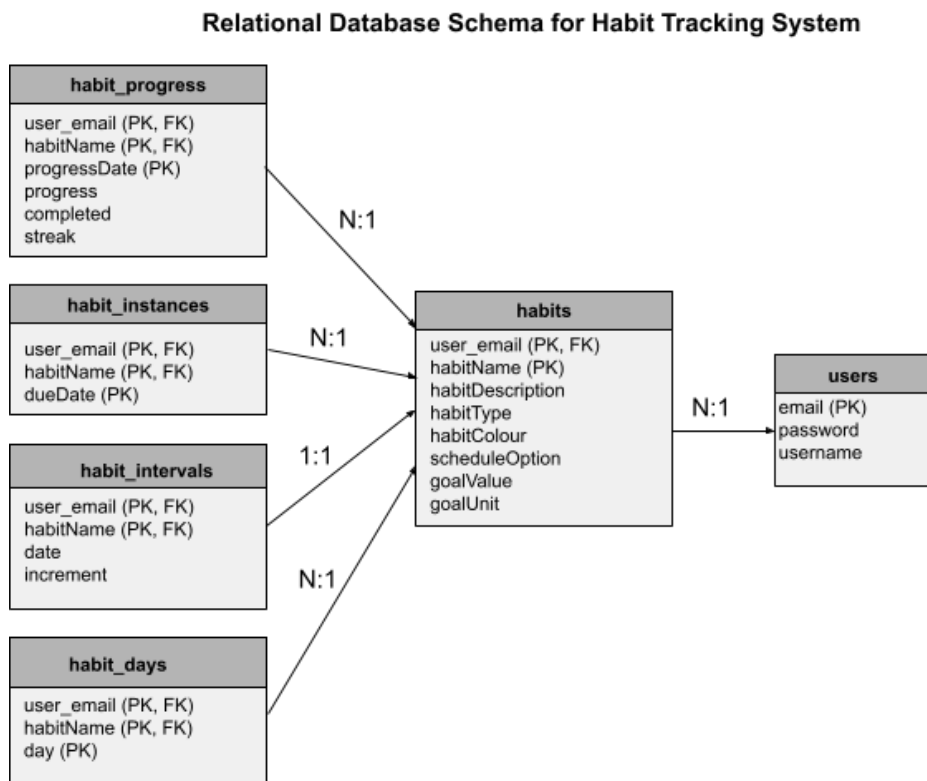 Relational Database Schema for Habit Tracking System
habit_progress
user_email (PK, FK)
habitName (PK, FK)
progressDate (PK)
progress
completed
streak
N:1
habit_instances
user_email (PK, FK)
habitName (PK, FK)
dueDate (PK)
N:1
habit_intervals
user_email (PK, FK)
habitName (PK, FK)
date
increment
1:1
habit_days
user_email (PK, FK)
habitName (PK, FK)
day (PK)
N:1
habits
user_email (PK, FK)
habitName (PK)
habitDescription
habitType
habitColour
scheduleOption
goalValue
goalUnit
N:1
users
email (PK)
password
username